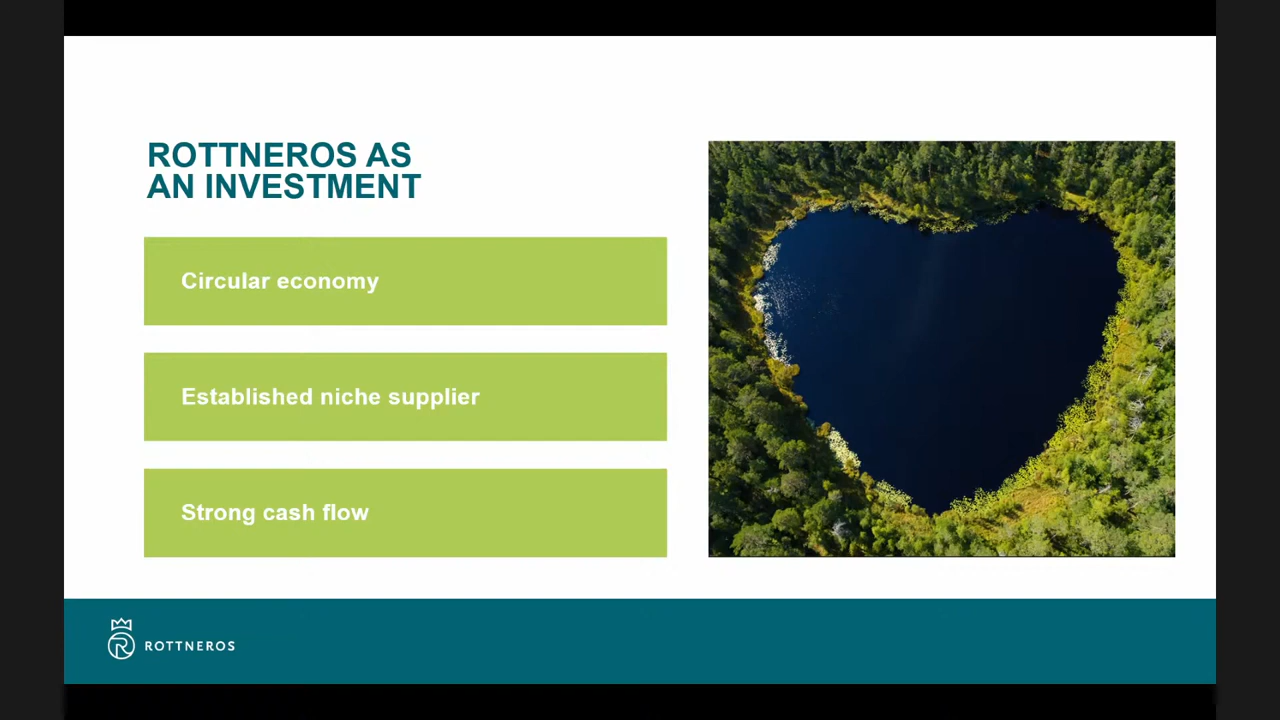 ROTTNEROS AS
AN INVESTMENT
Circular economy
Established niche supplier
Strong cash flow
ROTTNEROS